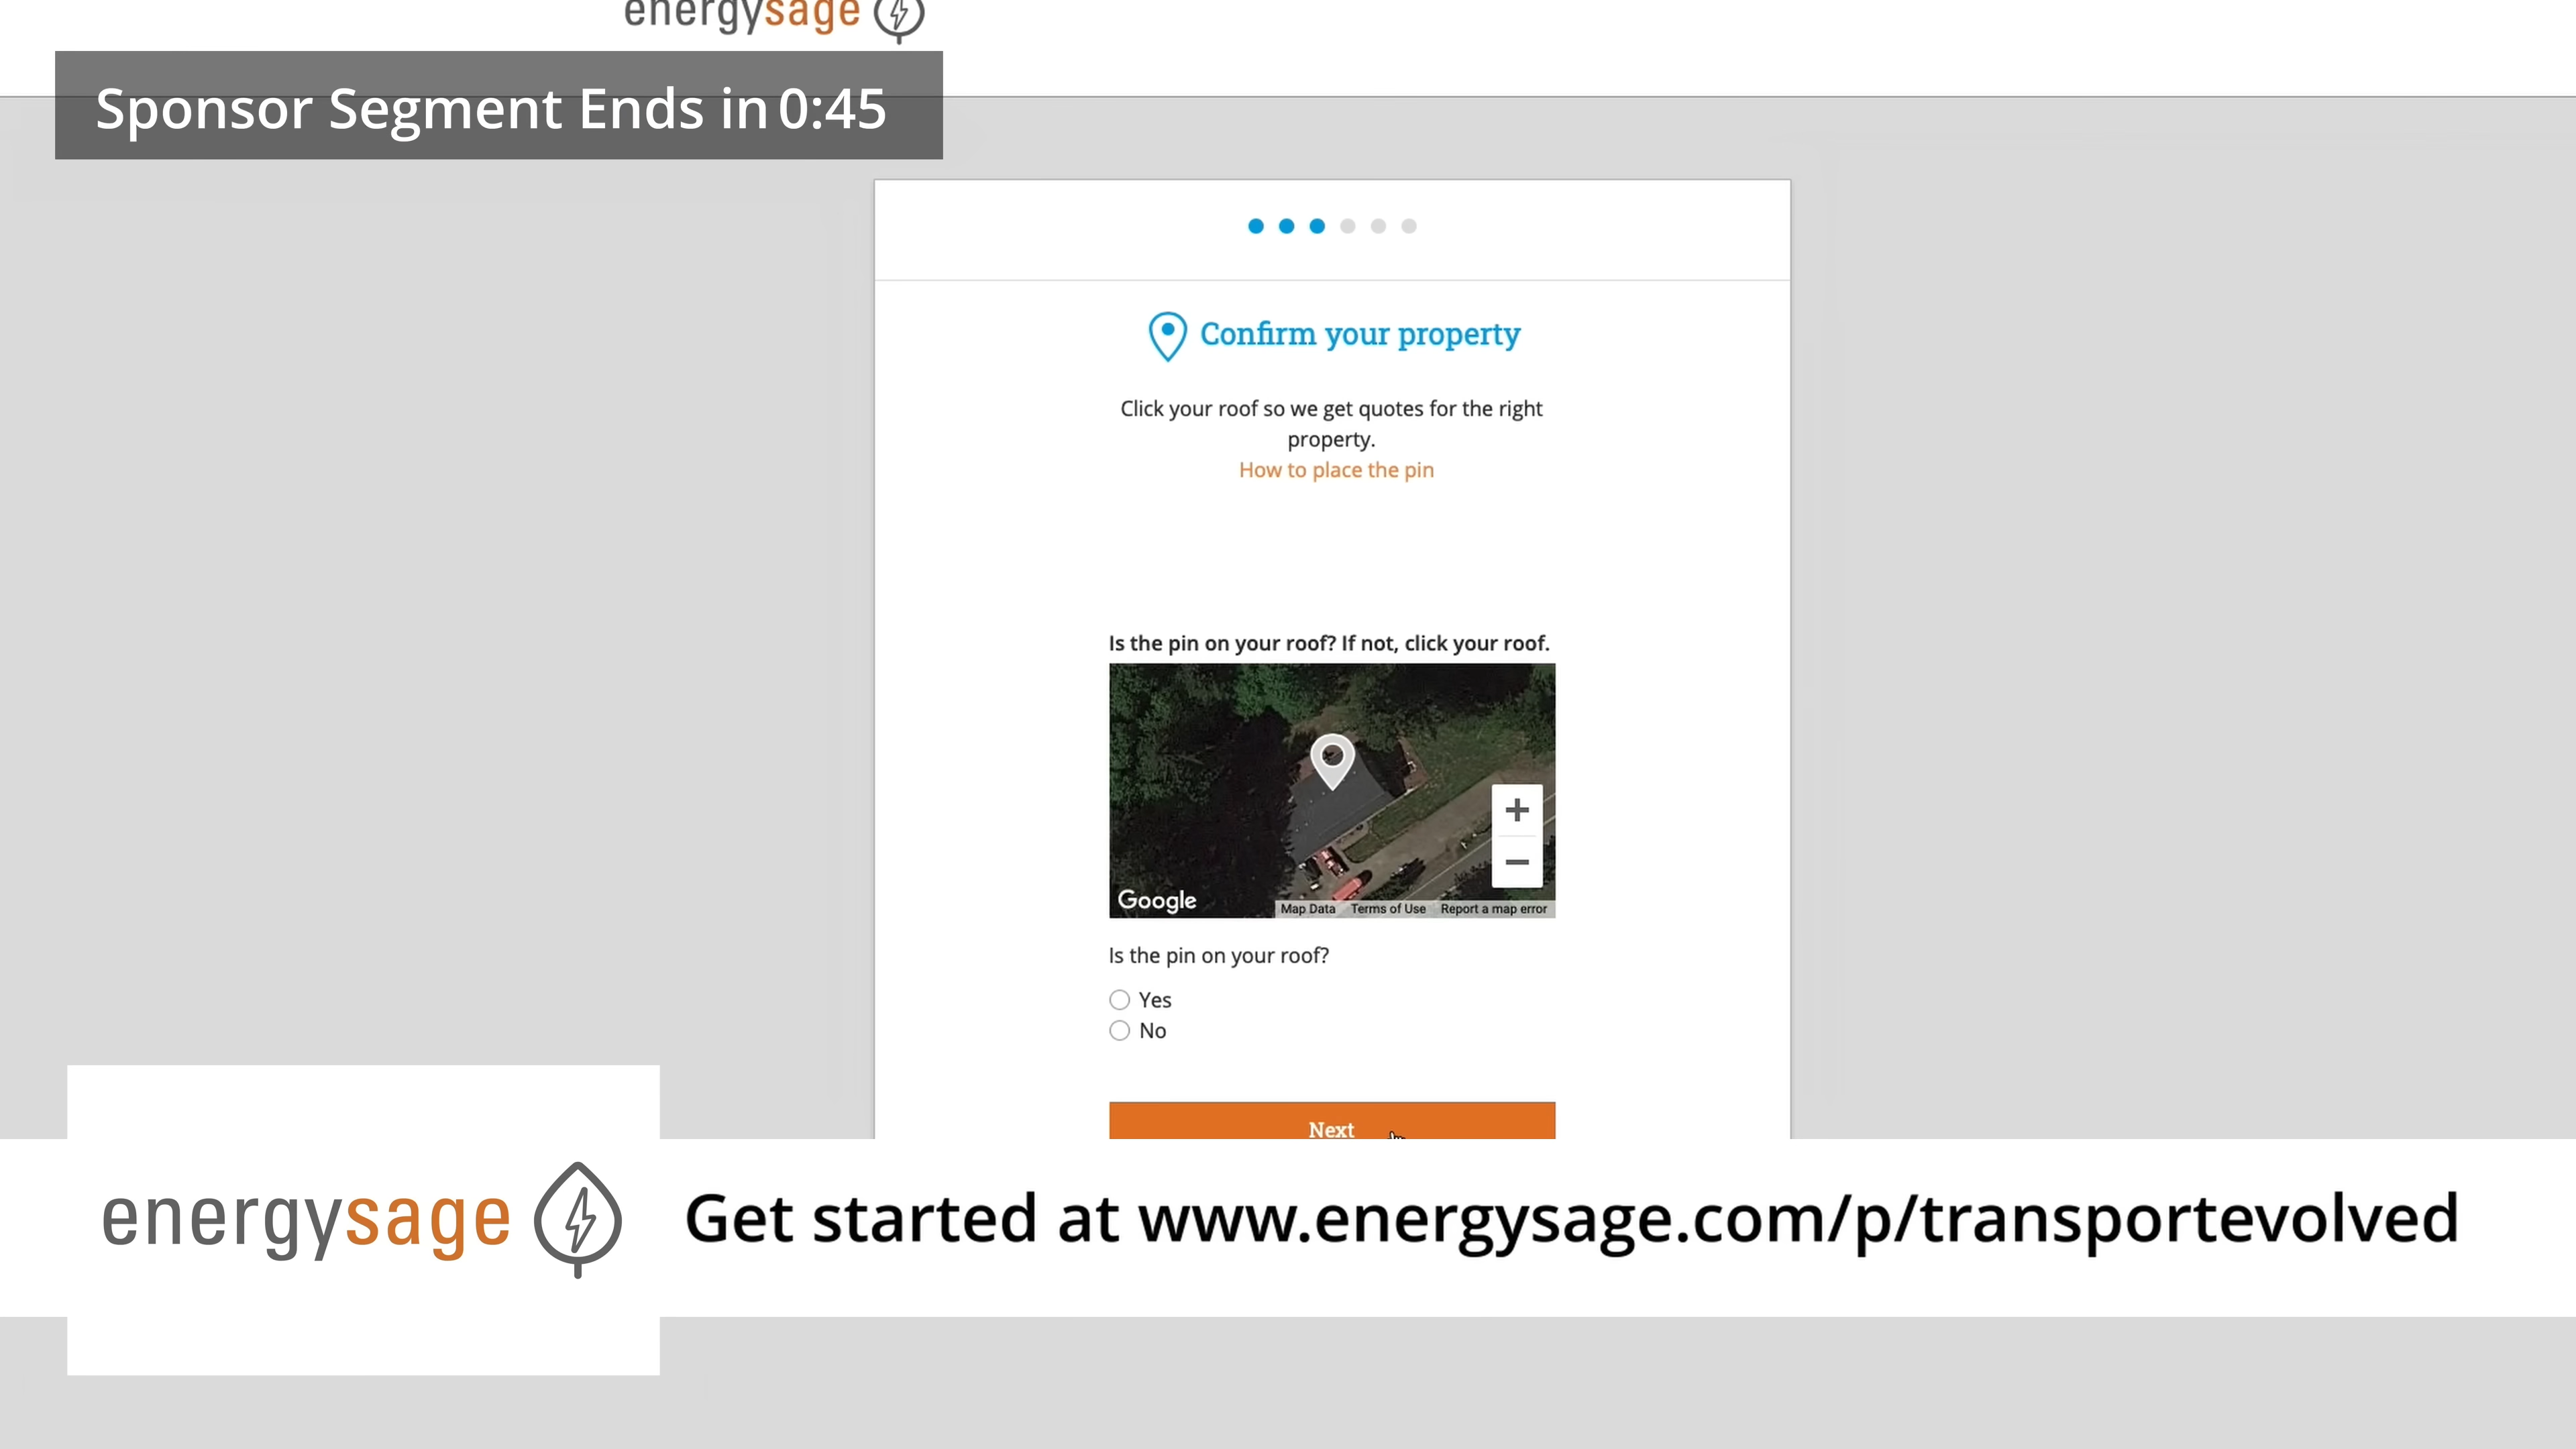 energysage
Sponsor Segment Ends in 0:45
Confirm your property
Click your roof so we get quotes for the right
property.
How to place the pin
Is the pin on your roof? If not, click your roof.
Google
Map Data Terms of Use Report a map error
Is the pin on your roof?
Yes
No
Next
energysage
Get started at www.energysage.com/p/transportevolved